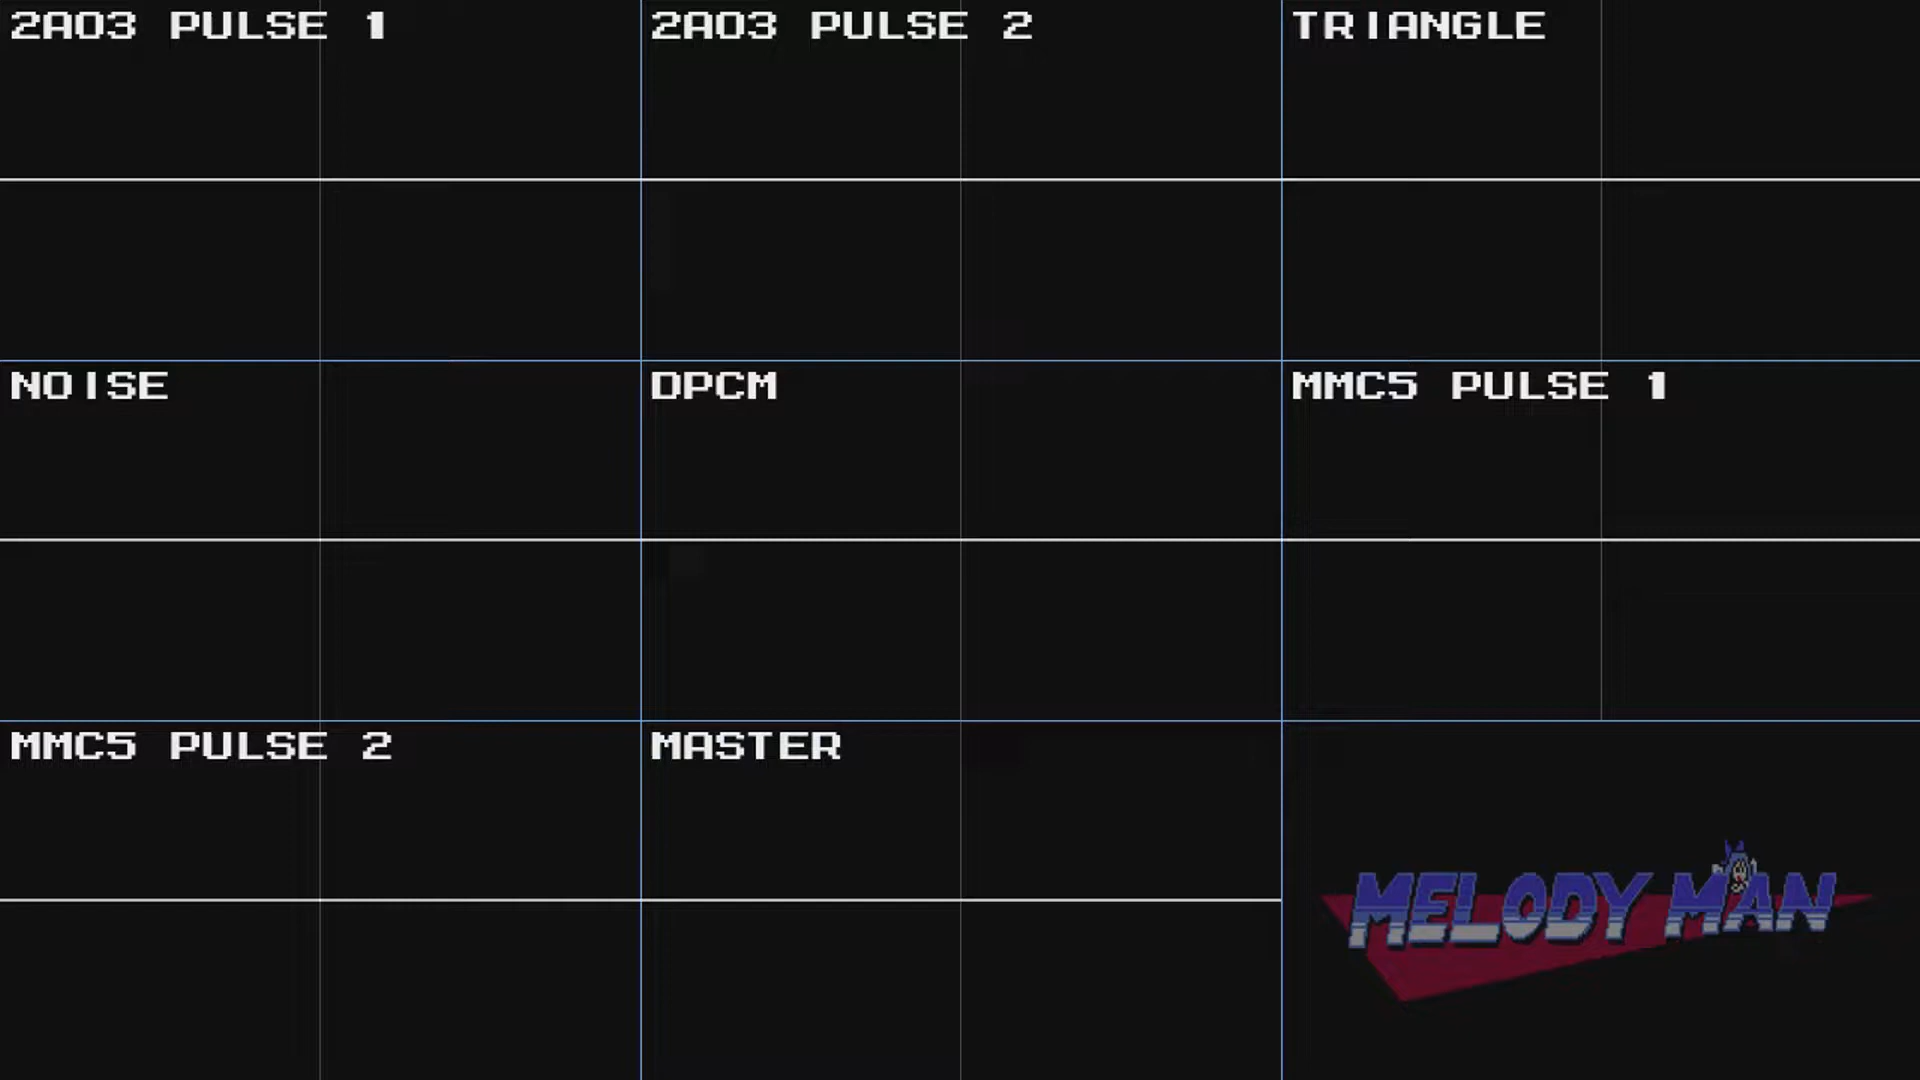 2A03 PULSE 1
2A03 PULSE 2
TRIANGLE
NOISE
DPCM
MMC5 PULSE 1
MMC5 PULSE 2
MASTER
MELODY MAN